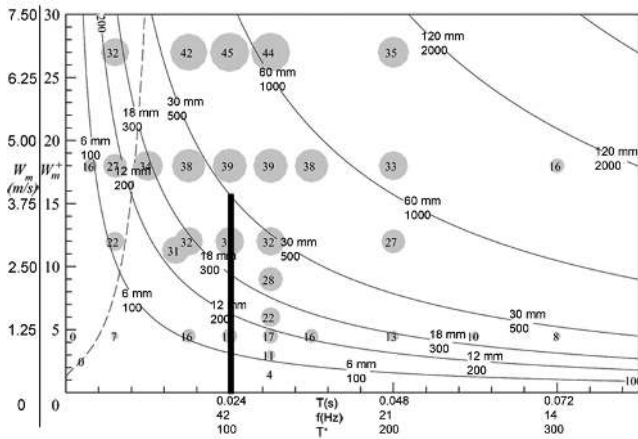 7.50 30 200 120 mm
2000
32 42 45 44 35
6.25 25 60 mm
1000
30 mm
500
18 mm
300
5.00 20 6 mm
100 120 mm
2000
16 27 34 38 39 39 38 33 16
W_m W_m^+ 12 mm
(m/s) 200
3.75 15 60 mm
1000
22 32 32 27
31 30 mm
500
2.50 10 18 mm
300
28
6 mm
100 12 mm
200 22
30 mm
500
1.25 5 0 7 16 17 16 13 18 mm 10 8
300
11 12 mm
200
0 4 6 mm
100 100
0 0 0.024 T(s) 0.048 0.072
42 f(Hz) 21 14
100 T* 200 300